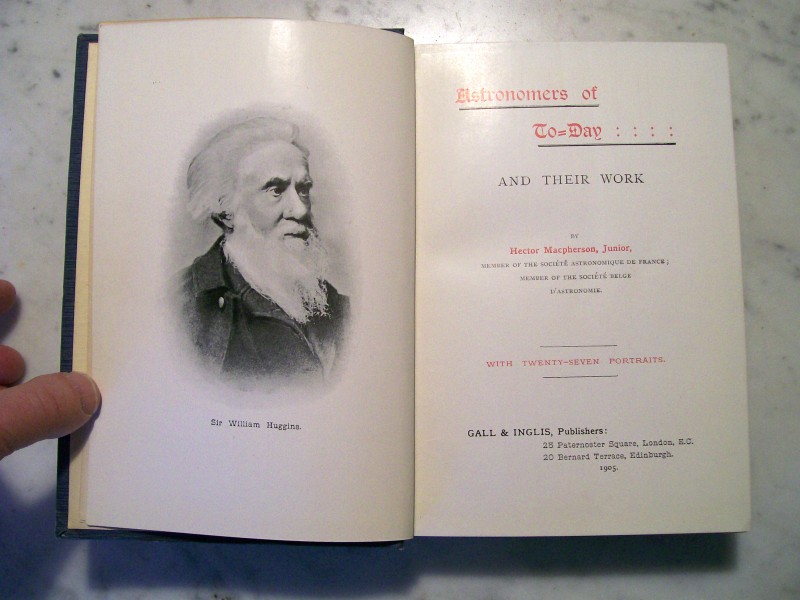 Sir William Huggins.
Astronomers of
To=Day : : : :
AND THEIR WORK
BY
Hector Macpherson, Junior,
MEMBER OF THE SOCIÉTÉ ASTRONOMIQUE DE FRANCE;
MEMBER OF THE SOCIÉTÉ BELGE
D'ASTRONOMIE.
WITH TWENTY-SEVEN PORTRAITS.
GALL & INGLIS, Publishers:
25 Paternoster Square, London, E.C.
20 Bernard Terrace, Edinburgh.
1905.